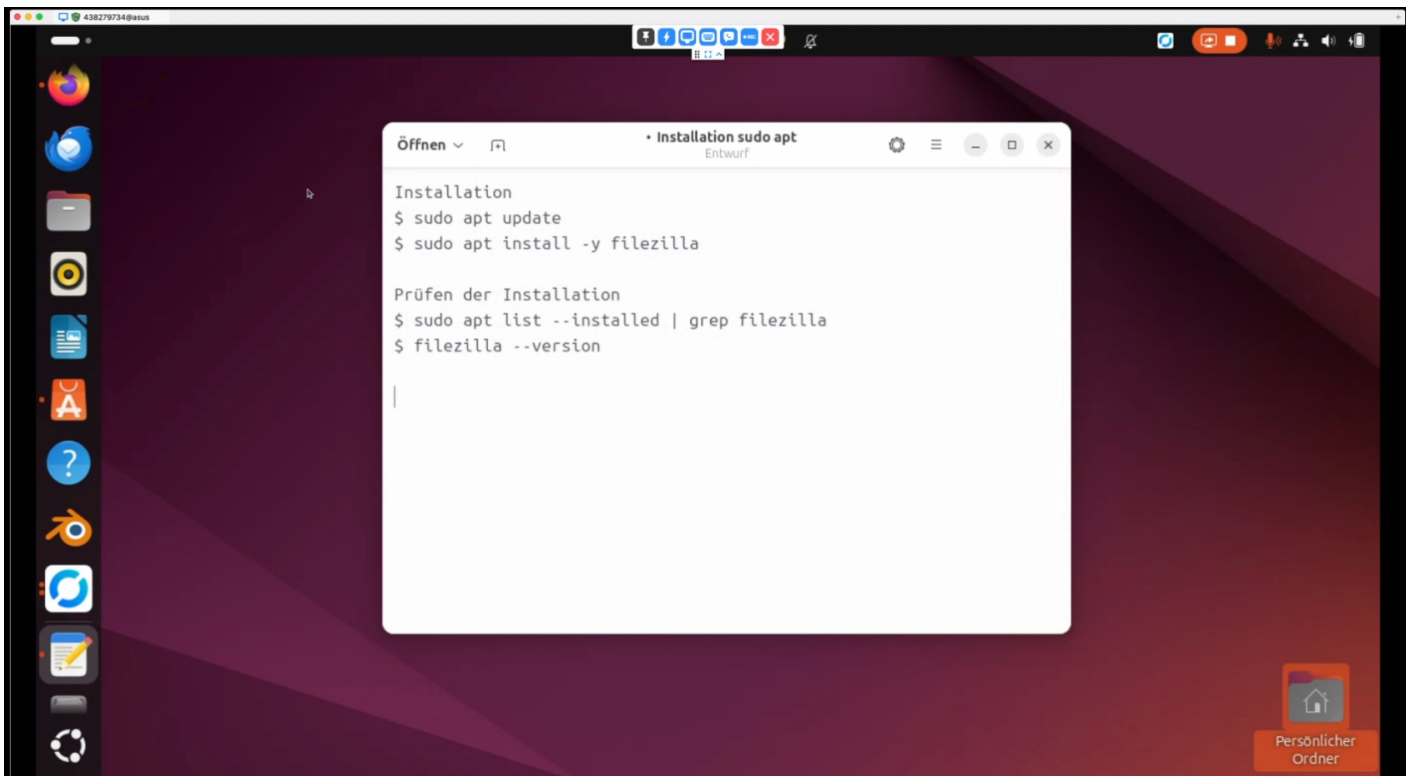 438279734@asus
Öffnen
• Installation sudo apt
Entwurf
Installation
$ sudo apt update
$ sudo apt install -y filezilla
Prüfen der Installation
$ sudo apt list --installed | grep filezilla
$ filezilla --version
Persönlicher
Ordner